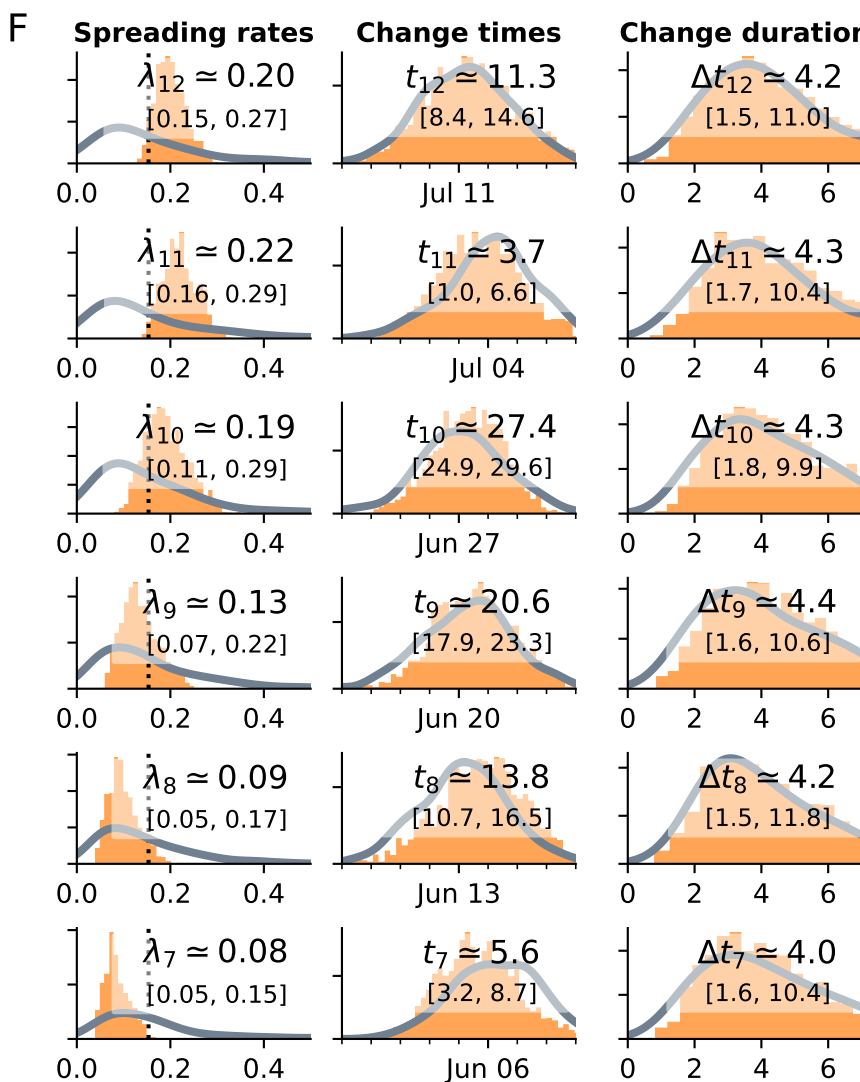 F
Spreading rates Change times Change duration
λ₁₂ ≃ 0.20 t₁₂ ≃ 11.3 Δt₁₂ ≃ 4.2
[0.15, 0.27] [8.4, 14.6] [1.5, 11.0]
0.0 0.2 0.4 Jul 11 0 2 4 6
λ₁₁ ≃ 0.22 t₁₁ ≃ 3.7 Δt₁₁ ≃ 4.3
[0.16, 0.29] [1.0, 6.6] [1.7, 10.4]
0.0 0.2 0.4 Jul 04 0 2 4 6
λ₁₀ ≃ 0.19 t₁₀ ≃ 27.4 Δt₁₀ ≃ 4.3
[0.11, 0.29] [24.9, 29.6] [1.8, 9.9]
0.0 0.2 0.4 Jun 27 0 2 4 6
λ₉ ≃ 0.13 t₉ ≃ 20.6 Δt₉ ≃ 4.4
[0.07, 0.22] [17.9, 23.3] [1.6, 10.6]
0.0 0.2 0.4 Jun 20 0 2 4 6
λ₈ ≃ 0.09 t₈ ≃ 13.8 Δt₈ ≃ 4.2
[0.05, 0.17] [10.7, 16.5] [1.5, 11.8]
0.0 0.2 0.4 Jun 13 0 2 4 6
λ₇ ≃ 0.08 t₇ ≃ 5.6 Δt₇ ≃ 4.0
[0.05, 0.15] [3.2, 8.7] [1.6, 10.4]
0.0 0.2 0.4 Jun 06 0 2 4 6